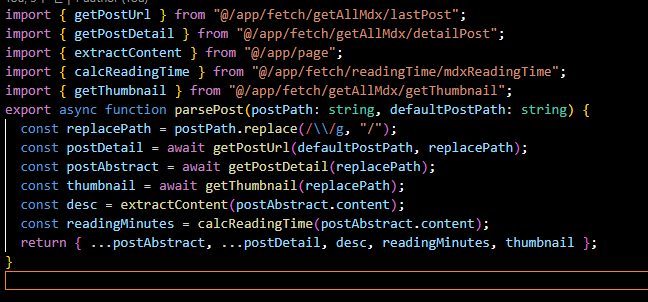 import { getPostUrl } from "@/app/fetch/getAllMdx/lastPost";
import { getPostDetail } from "@/app/fetch/getAllMdx/detailPost";
import { extractContent } from "@/app/page";
import { calcReadingTime } from "@/app/fetch/readingTime/mdxReadingTime";
import { getThumbnail } from "@/app/fetch/getAllMdx/getThumbnail";
export async function parsePost(postPath: string, defaultPostPath: string) {
  const replacePath = postPath.replace(/\\/g, "/");
  const postDetail = await getPostUrl(defaultPostPath, replacePath);
  const postAbstract = await getPostDetail(replacePath);
  const thumbnail = await getThumbnail(replacePath);
  const desc = extractContent(postAbstract.content);
  const readingMinutes = calcReadingTime(postAbstract.content);
  return { ...postAbstract, ...postDetail, desc, readingMinutes, thumbnail };
}